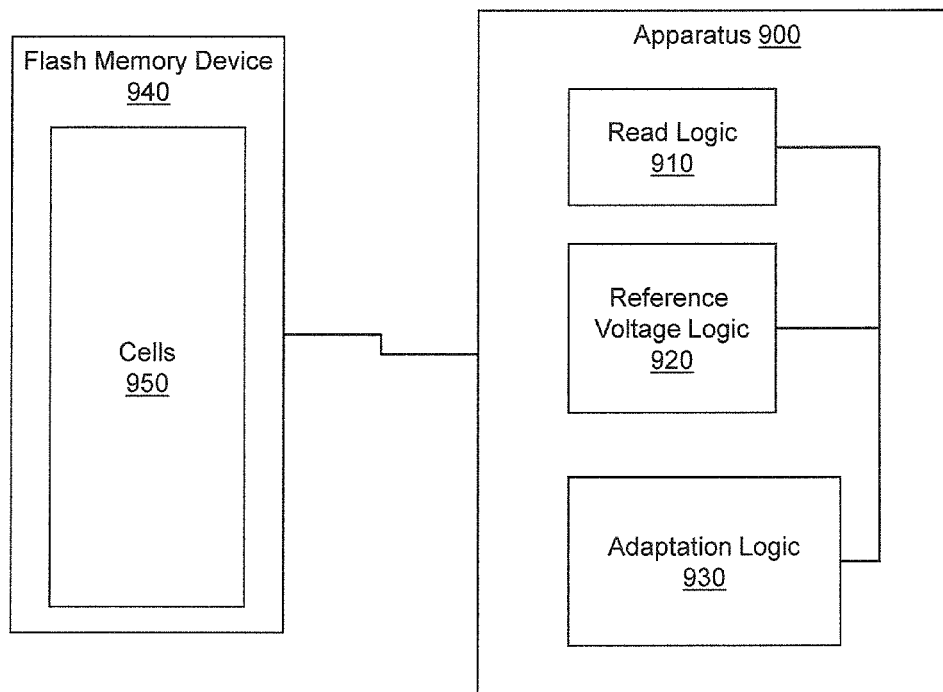 Flash Memory Device
940
Cells
950
Apparatus 900
Read Logic
910
Reference
Voltage Logic
920
Adaptation Logic
930